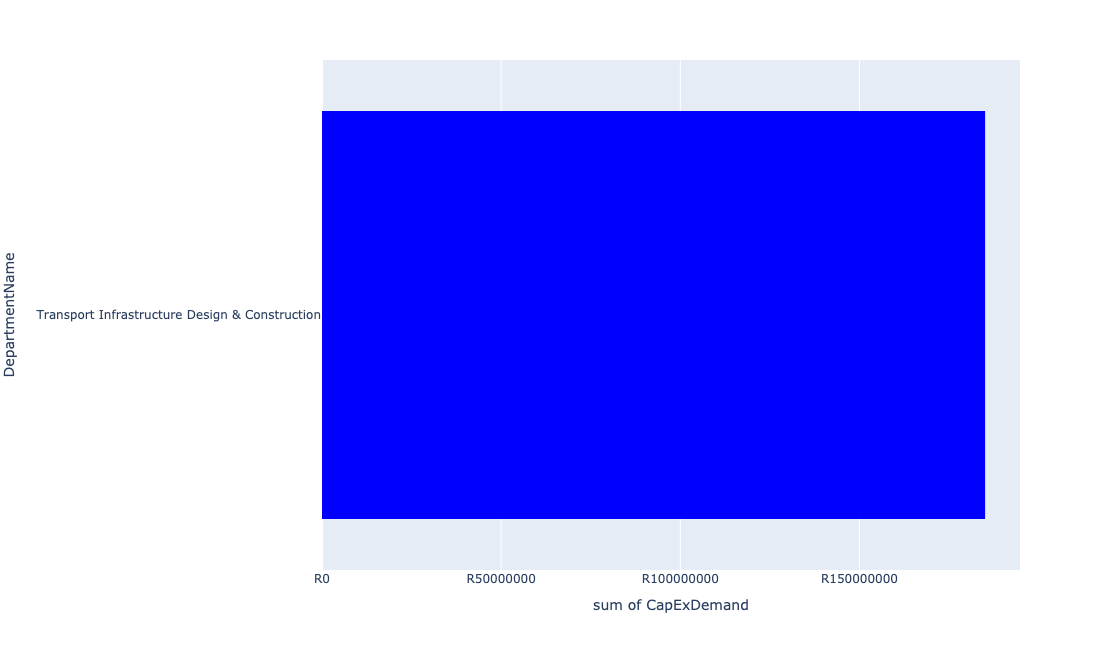 DepartmentName
Transport Infrastructure Design & Construction
R0
R50000000
R100000000
R150000000
sum of CapExDemand